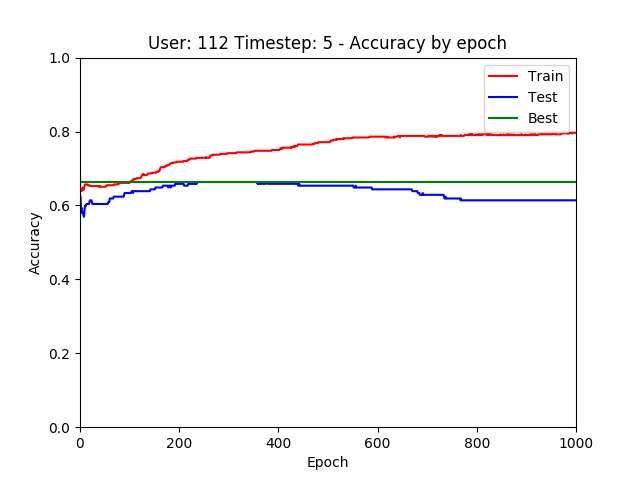 User: 112 Timestep: 5 - Accuracy by epoch
1.0
0.8
0.6
0.4
0.2
0.0
Accuracy
Train
Test
Best
0 200 400 600 800 1000
Epoch